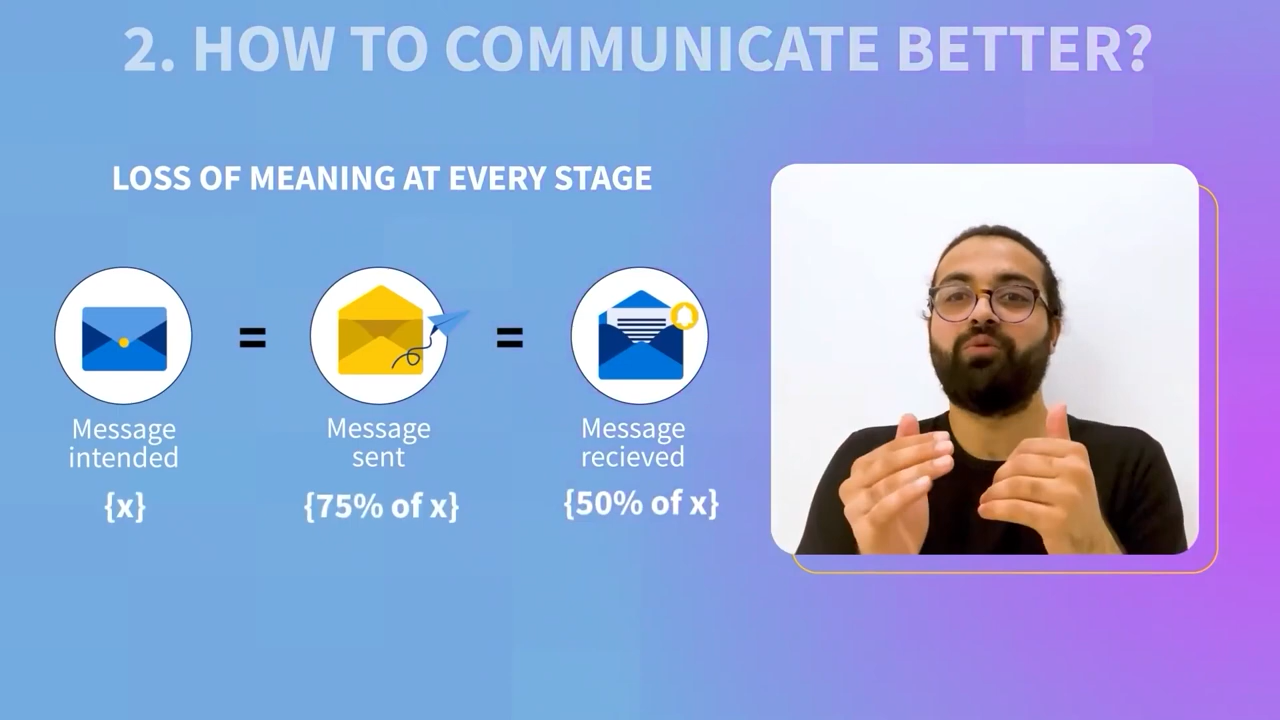 2. HOW TO COMMUNICATE BETTER?
LOSS OF MEANING AT EVERY STAGE
= =
Message
intended
{x}
Message
sent
{75% of x}
Message
recieved
{50% of x}